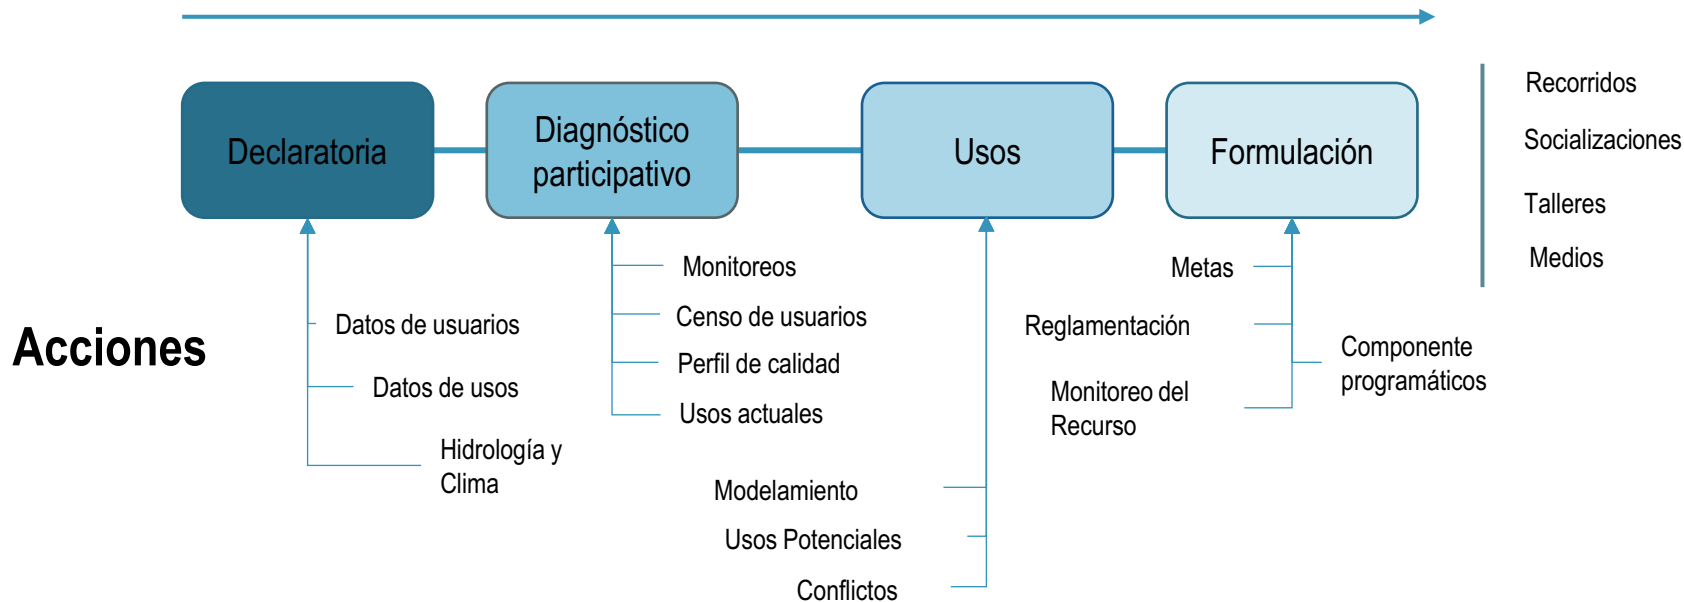 Declaratoria
Diagnóstico
participativo
Usos
Formulación
Recorridos
Socializaciones
Talleres
Medios
Acciones
Datos de usuarios
Datos de usos
Hidrología y
Clima
Monitoreos
Censo de usuarios
Perfil de calidad
Usos actuales
Modelamiento
Usos Potenciales
Conflictos
Metas
Reglamentación
Monitoreo del
Recurso
Componente
programáticos